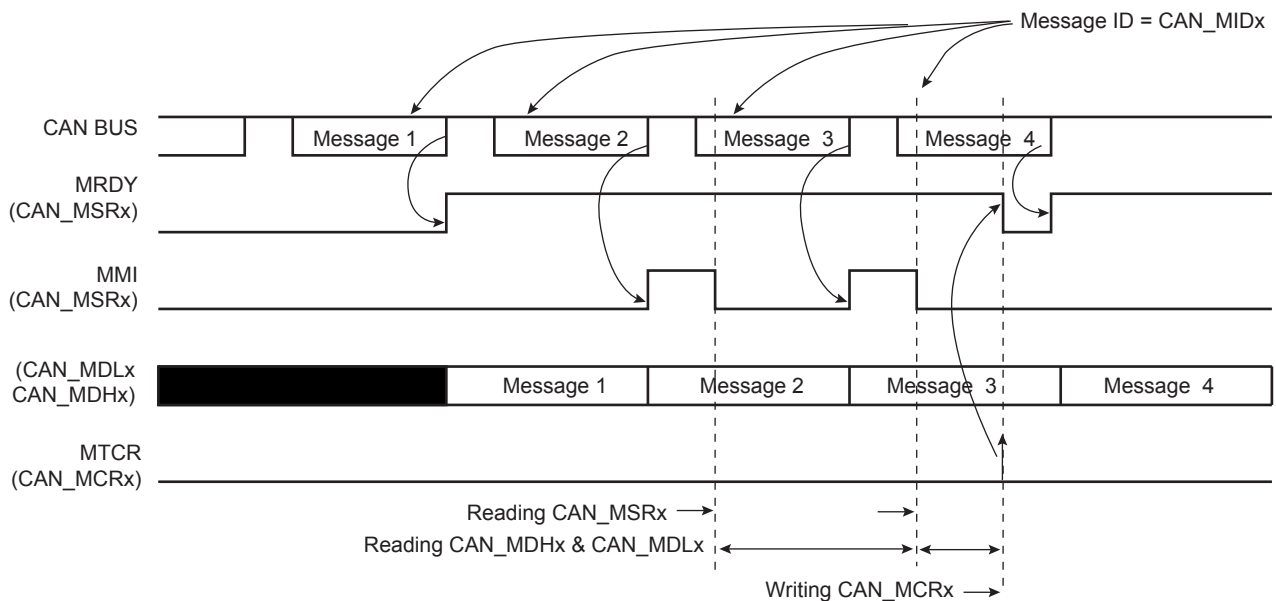 Message ID = CAN_MIDx
CAN BUS
Message 1
Message 2
Message 3
Message 4
MRDY
(CAN_MSRx)
MMI
(CAN_MSRx)
(CAN_MDLx
CAN_MDHx)
Message 1
Message 2
Message 3
Message 4
MTCR
(CAN_MCRx)
Reading CAN_MSRx
Reading CAN_MDHx & CAN_MDLx
Writing CAN_MCRx